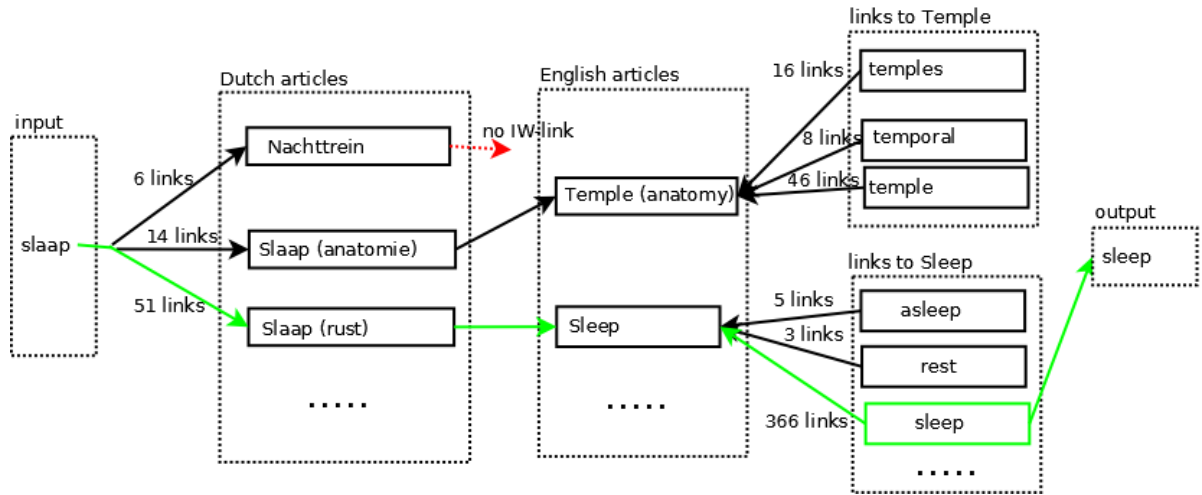 input
slaap
6 links
14 links
51 links
Dutch articles
Nachttrein
Slaap (anatomie)
Slaap (rust)
.....
no IW-link
English articles
Temple (anatomy)
Sleep
.....
links to Temple
16 links
temples
8 links
temporal
46 links
temple
links to Sleep
5 links
asleep
3 links
rest
366 links
sleep
.....
output
sleep